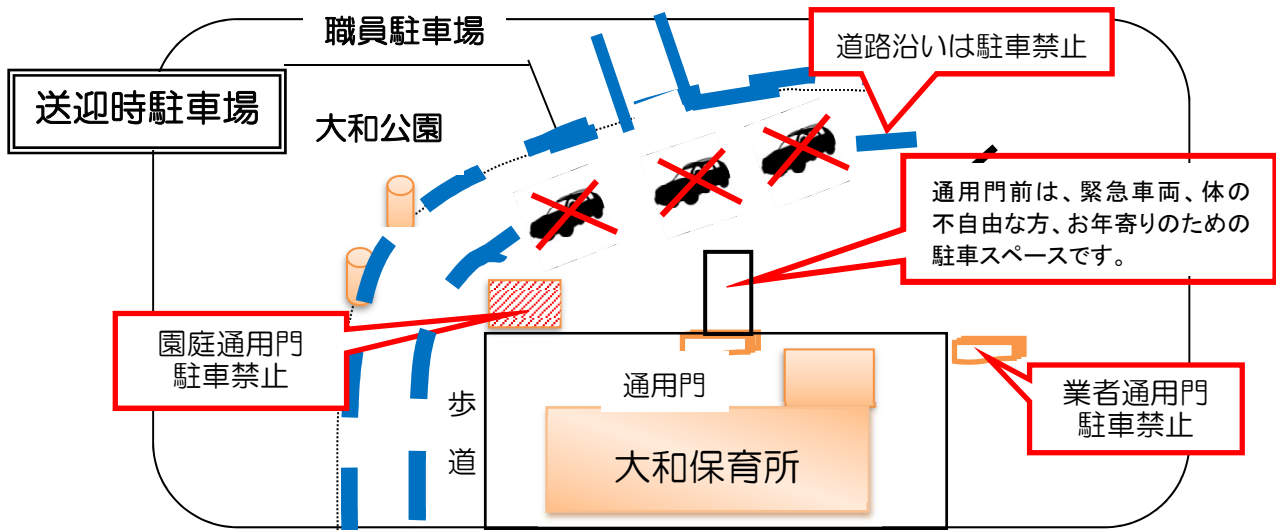 職員駐車場
送迎時駐車場
大和公園
道路沿いは駐車禁止
通用門前は、緊急車両、体の
不自由な方、お年寄りのための
駐車スペースです。
園庭通用門
駐車禁止
通用門
業者通用門
駐車禁止
歩
道
大和保育所